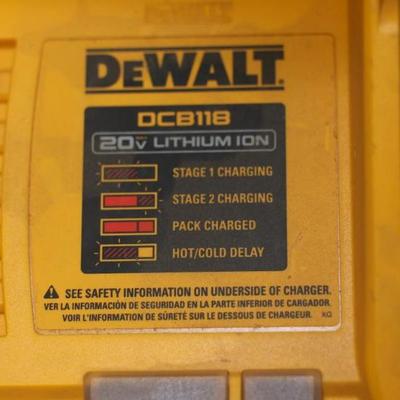 DEWALT
DCB118
20V MAX LITHIUM ION
STAGE 1 CHARGING
STAGE 2 CHARGING
PACK CHARGED
HOT/COLD DELAY
SEE SAFETY INFORMATION ON UNDERSIDE OF CHARGER.
VER LA INFORMACIÓN DE SEGURIDAD EN LA PARTE INFERIOR DE CARGADOR.
VOIR L'INFORMATION DE SÛRETÉ SUR LE DESSOUS DE CHARGEUR. KQ